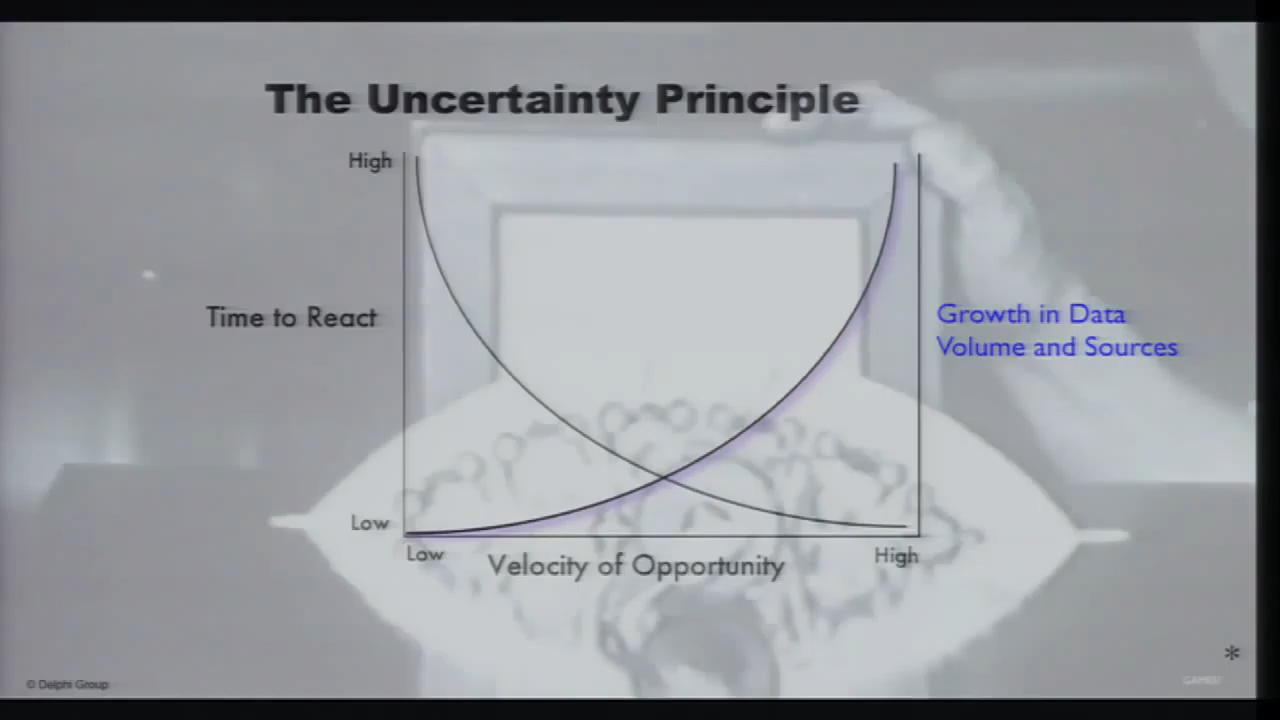 The Uncertainty Principle
High
Time to React
Growth in Data
Volume and Sources
Low
Low
Velocity of Opportunity
High
*
© Delphi Group
GAMES!